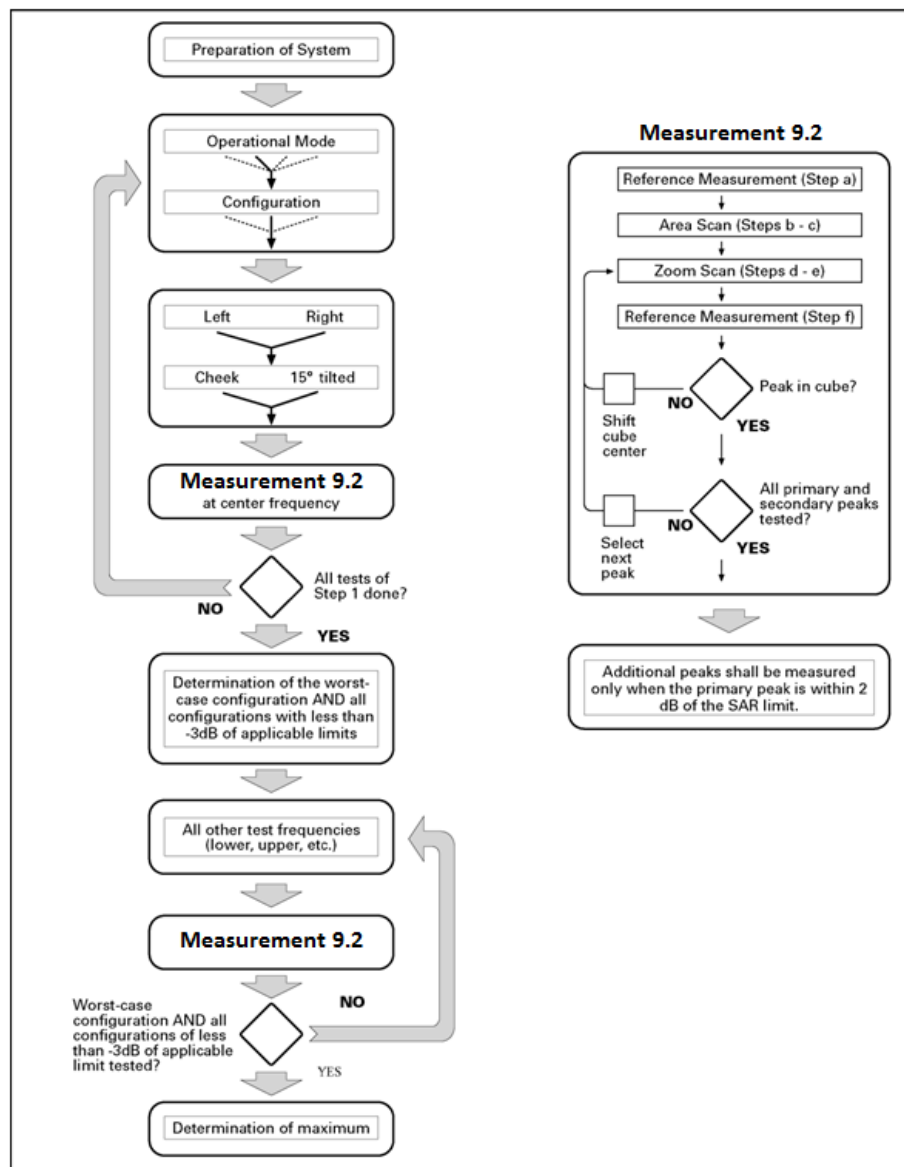 Preparation of System
Operational Mode
Configuration
Left Right
Cheek 15° tilted
Measurement 9.2
at center frequency
All tests of
Step 1 done?
NO
YES
Determination of the worst-
case configuration AND all
configurations with less than
-3dB of applicable limits
All other test frequencies
(lower, upper, etc.)
Measurement 9.2
NO
Worst-case
configuration AND all
configurations of less
than -3dB of applicable
limit tested?
YES
Determination of maximum
Measurement 9.2
Reference Measurement (Step a)
Area Scan (Steps b - c)
Zoom Scan (Steps d - e)
Reference Measurement (Step f)
Peak in cube?
NO
YES
Shift
cube
center
All primary and
secondary peaks
tested?
NO
YES
Select
next
peak
Additional peaks shall be measured
only when the primary peak is within 2
dB of the SAR limit.